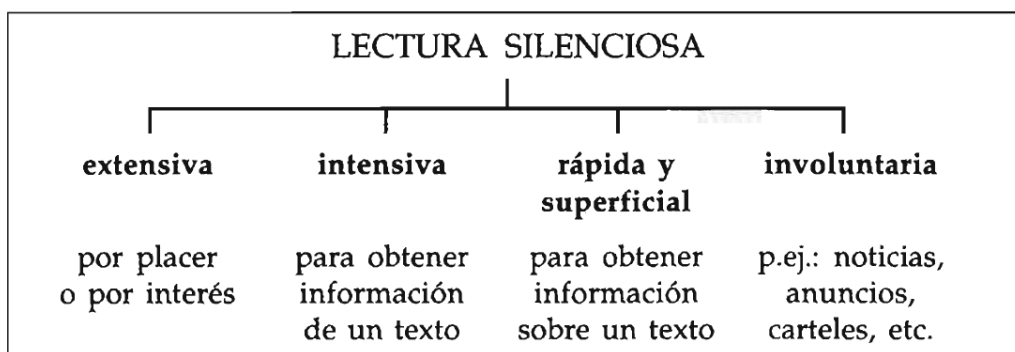 LECTURA SILENCIOSA
extensiva
por placer
o por interés
intensiva
para obtener
información
de un texto
rápida y
superficial
para obtener
información
sobre un texto
involuntaria
p.ej.: noticias,
anuncios,
carteles, etc.